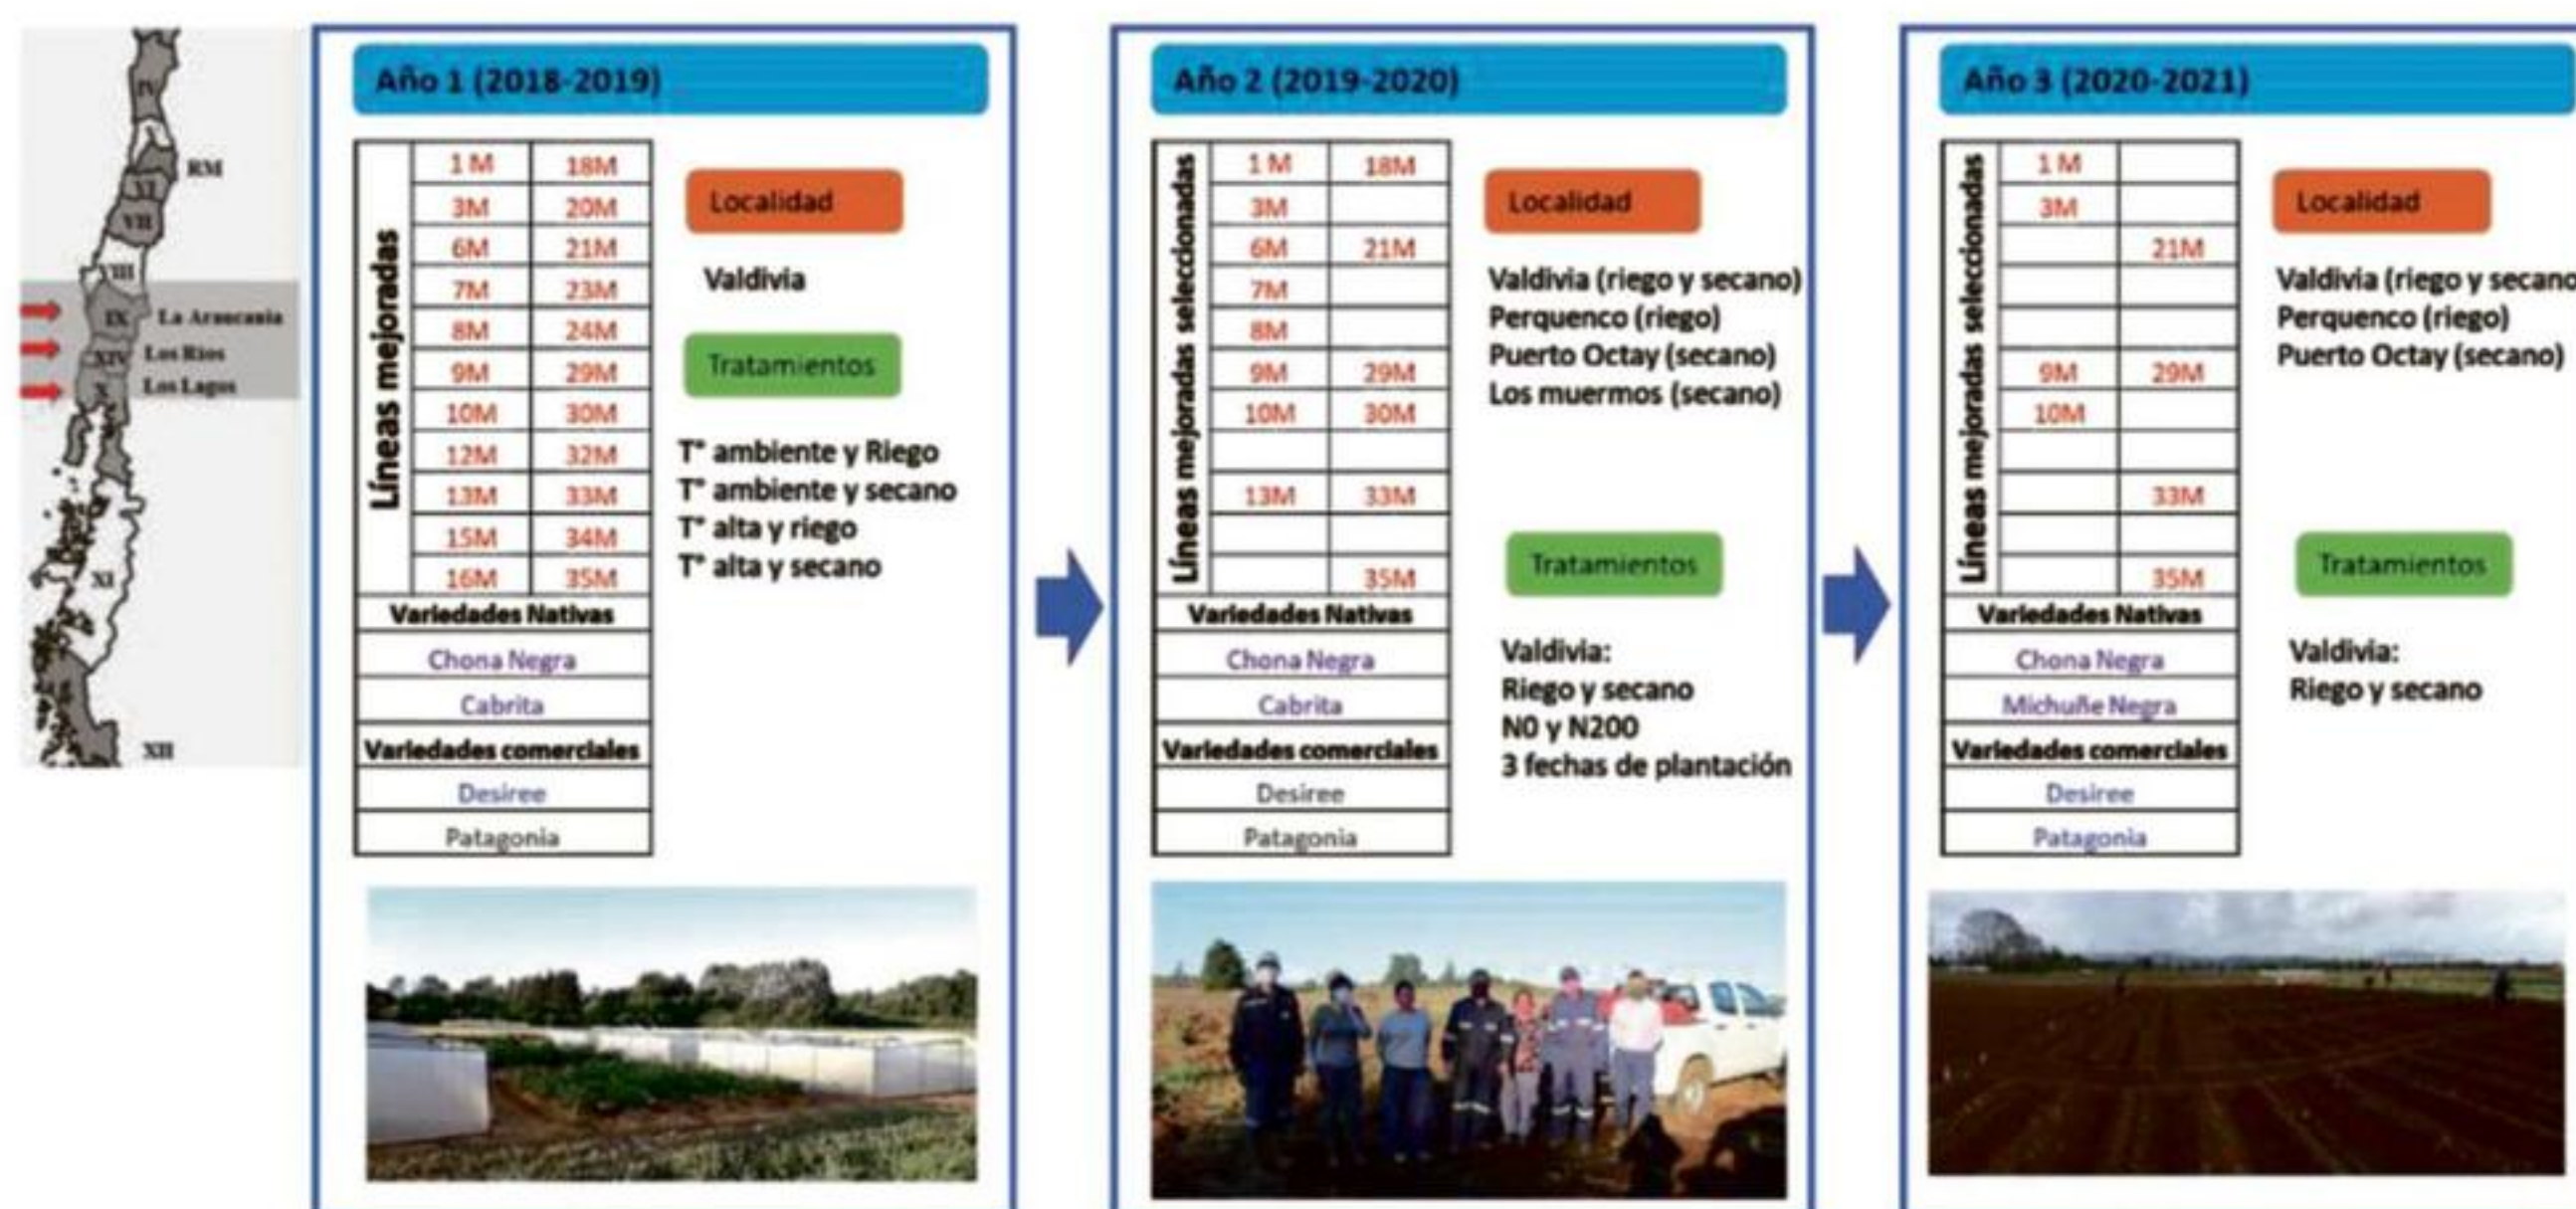 IV
V
RM
VI
VII
VIII
IX La Araucanía
XIV Los Ríos
X Los Lagos
XI
XII
Año 1 (2018-2019)
Líneas mejoradas
1 M 18M
3M 20M
6M 21M
7M 23M
8M 24M
9M 29M
10M 30M
12M 32M
13M 33M
15M 34M
16M 35M
Variedades Nativas
Chona Negra
Cabrita
Variedades comerciales
Desiree
Patagonia
Localidad
Valdivia
Tratamientos
T° ambiente y Riego
T° ambiente y secano
T° alta y riego
T° alta y secano
Año 2 (2019-2020)
Líneas mejoradas seleccionadas
1 M 18M
3M
6M 21M
7M
8M
9M 29M
10M 30M
13M 33M
35M
Variedades Nativas
Chona Negra
Cabrita
Variedades comerciales
Desiree
Patagonia
Localidad
Valdivia (riego y secano)
Perquenco (riego)
Puerto Octay (secano)
Los muermos (secano)
Tratamientos
Valdivia:
Riego y secano
N0 y N200
3 fechas de plantación
Año 3 (2020-2021)
Líneas mejoradas seleccionadas
1 M
3M
21M
9M 29M
10M
33M
35M
Variedades Nativas
Chona Negra
Michuñe Negra
Variedades comerciales
Desiree
Patagonia
Localidad
Valdivia (riego y secano
Perquenco (riego)
Puerto Octay (secano)
Tratamientos
Valdivia:
Riego y secano